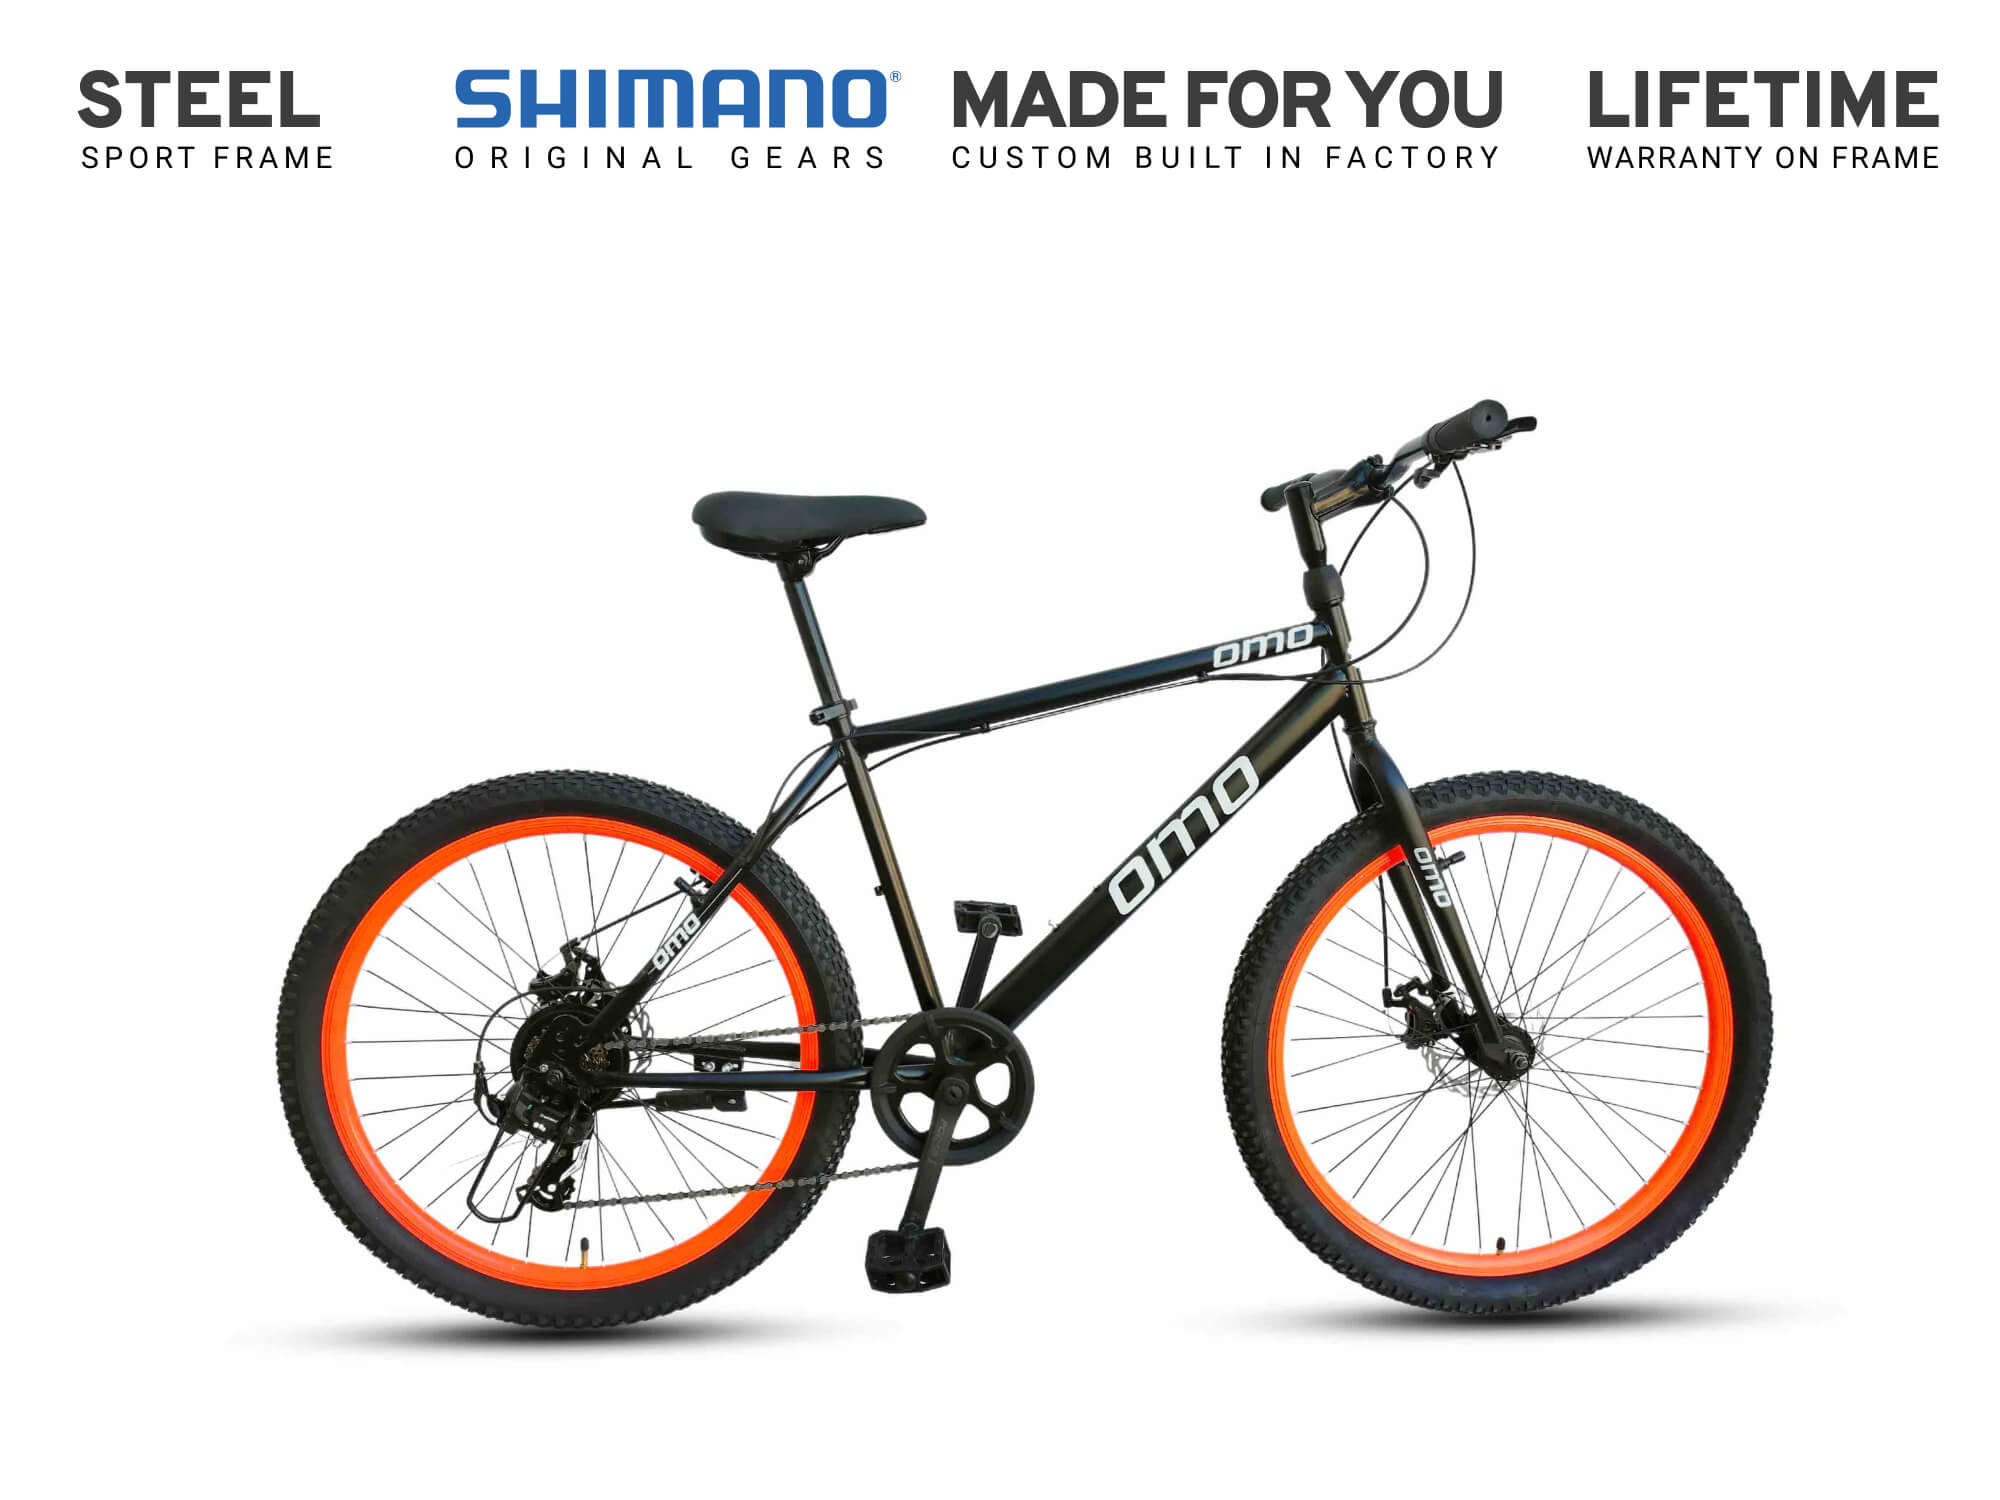 STEEL
SPORT FRAME
SHIMANO®
ORIGINAL GEARS
MADE FOR YOU
CUSTOM BUILT IN FACTORY
LIFETIME
WARRANTY ON FRAME
omo
omo
omo
omo